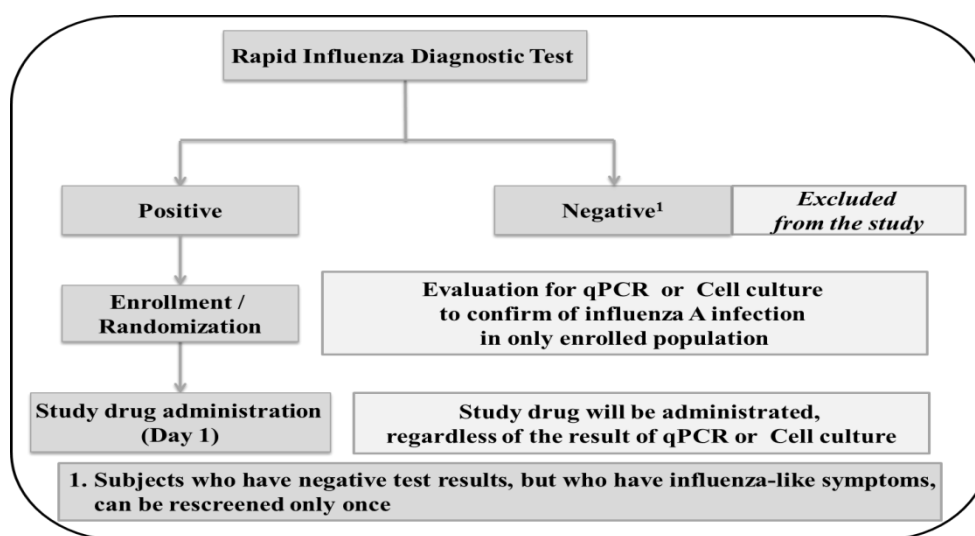 Rapid Influenza Diagnostic Test
Positive
Negative¹
Excluded
from the study
Enrollment /
Randomization
Evaluation for qPCR or Cell culture
to confirm of influenza A infection
in only enrolled population
Study drug administration
(Day 1)
Study drug will be administrated,
regardless of the result of qPCR or Cell culture
1. Subjects who have negative test results, but who have influenza-like symptoms,
can be rescreened only once